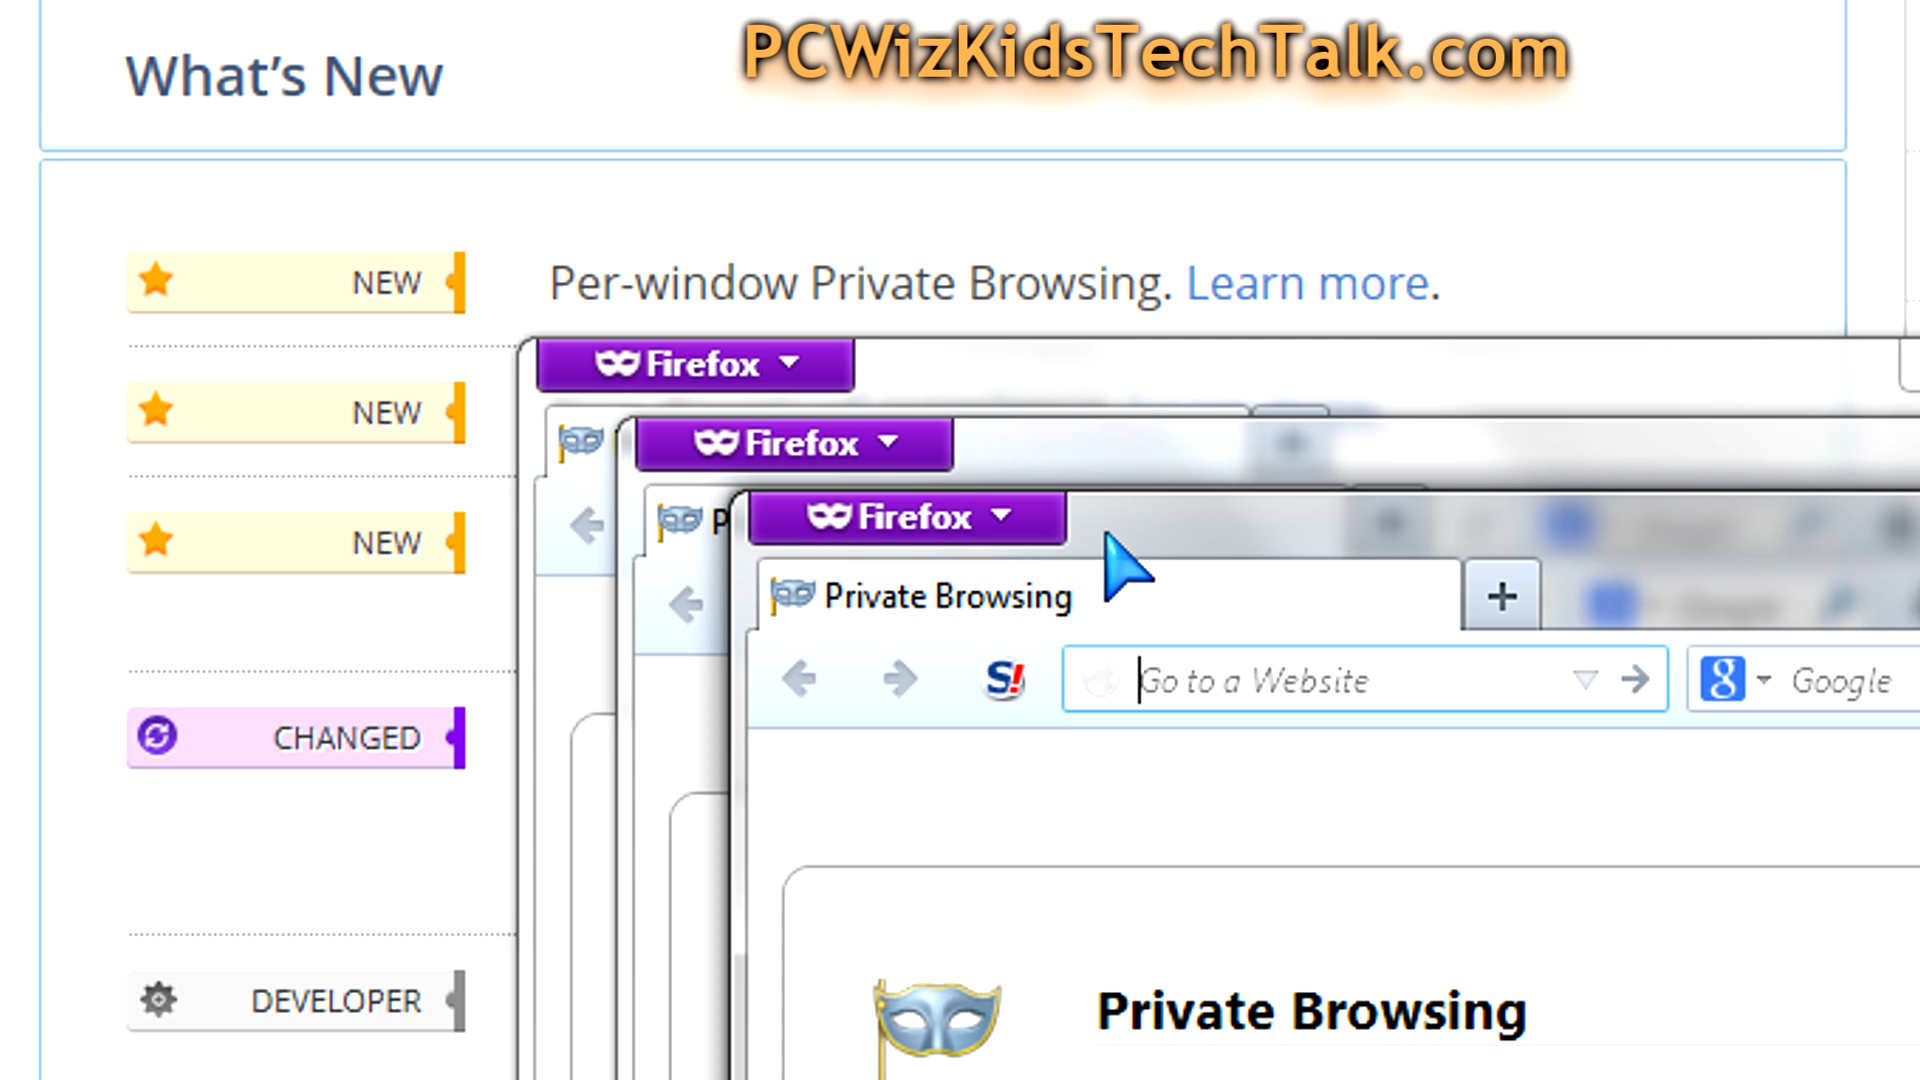 PCWizKidsTechTalk.com
What's New
NEW
Per-window Private Browsing. Learn more.
Firefox
NEW
Firefox
P
Firefox
NEW
Private Browsing
+
S!
Go to a Website
g
Google
CHANGED
DEVELOPER
Private Browsing